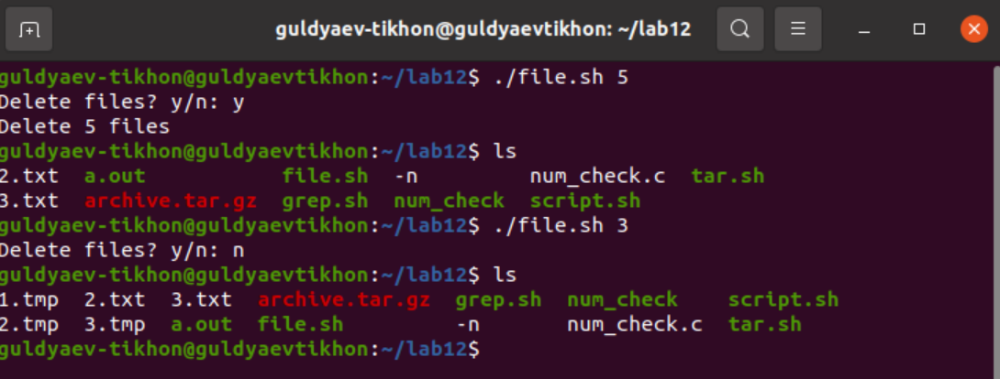 guldyaev-tikhon@guldyaevtikhon: ~/lab12
guldyaev-tikhon@guldyaevtikhon:~/lab12$ ./file.sh 5
Delete files? y/n: y
Delete 5 files
guldyaev-tikhon@guldyaevtikhon:~/lab12$ ls
2.txt  a.out           file.sh  -n         num_check.c  tar.sh
3.txt  archive.tar.gz  grep.sh  num_check  script.sh
guldyaev-tikhon@guldyaevtikhon:~/lab12$ ./file.sh 3
Delete files? y/n: n
guldyaev-tikhon@guldyaevtikhon:~/lab12$ ls
1.tmp  2.txt  3.txt  archive.tar.gz  grep.sh  num_check    script.sh
2.tmp  3.tmp  a.out  file.sh         -n       num_check.c  tar.sh
guldyaev-tikhon@guldyaevtikhon:~/lab12$